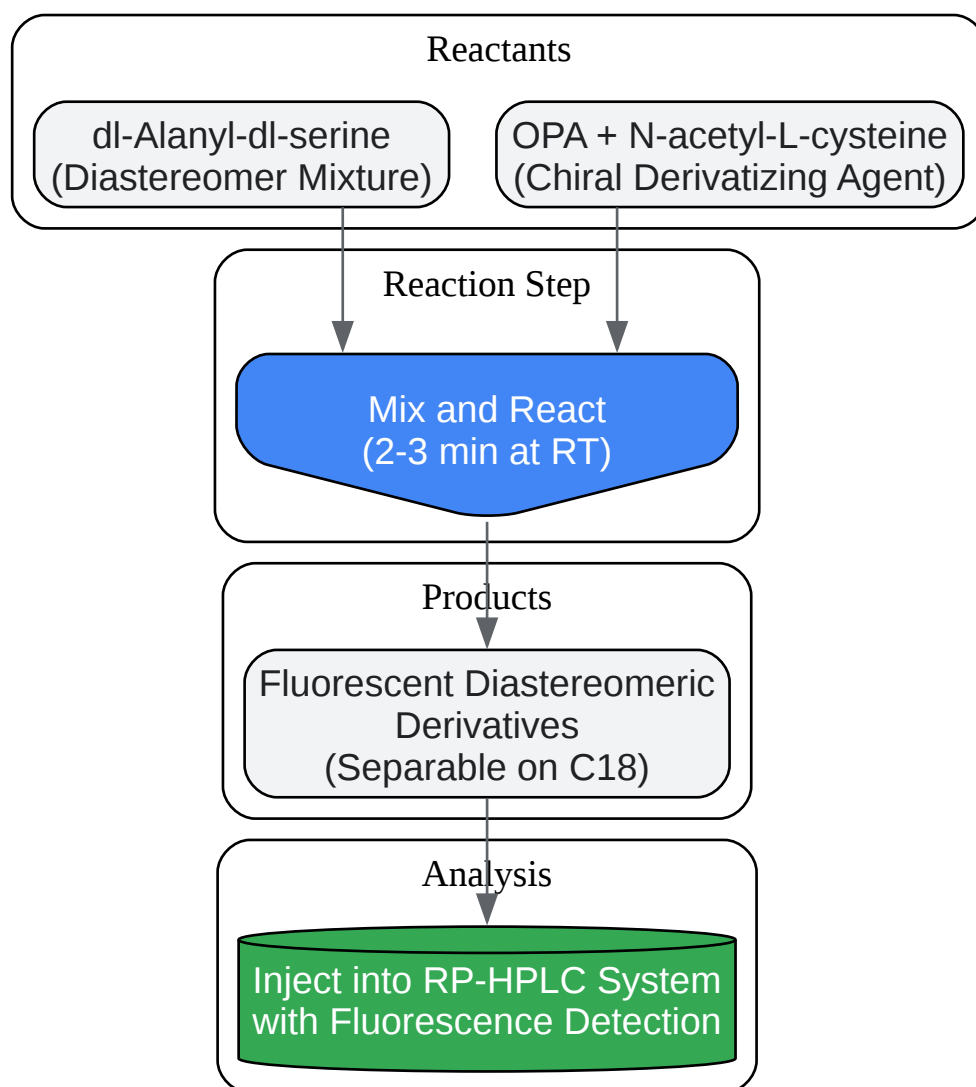 Reactants
dl-Alanyl-dl-serine
(Diastereomer Mixture)
OPA + N-acetyl-L-cysteine
(Chiral Derivatizing Agent)
Reaction Step
Mix and React
(2-3 min at RT)
Products
Fluorescent Diastereomeric
Derivatives
(Separable on C18)
Analysis
Inject into RP-HPLC System
with Fluorescence Detection